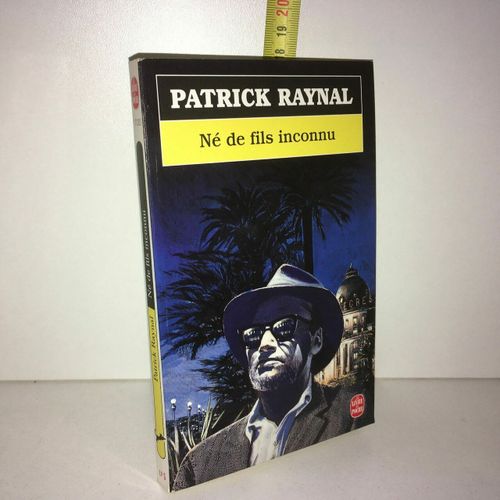 18 19 20
PATRICK RAYNAL
Né de fils inconnu
Patrick Raynal
Né de fils inconnu
LE LIVRE
DE POCHE